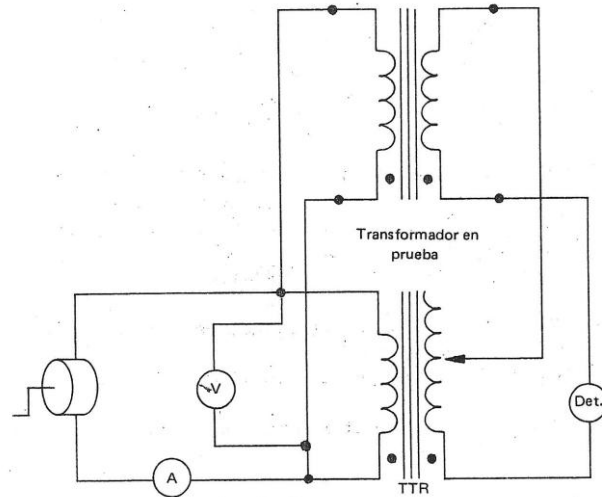 Transformador en
prueba
V
Det.
A
TTR